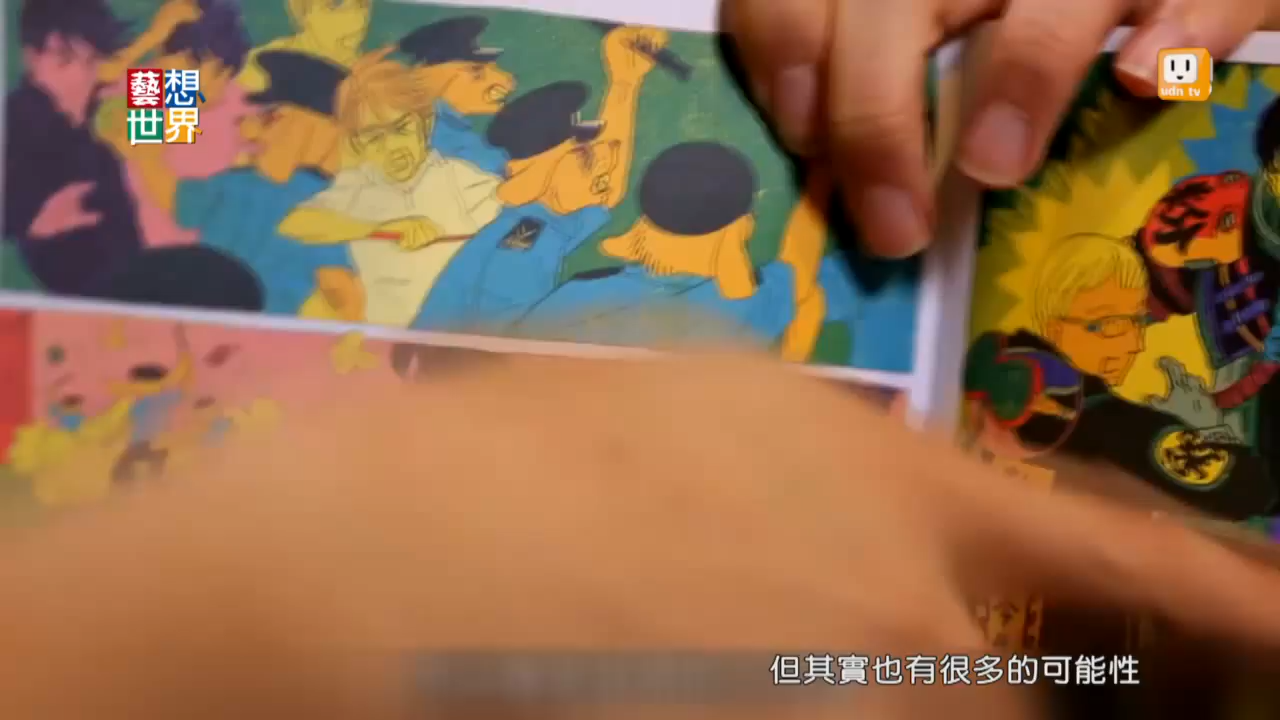 藝想
世界
udn tv
但其實也有很多的可能性